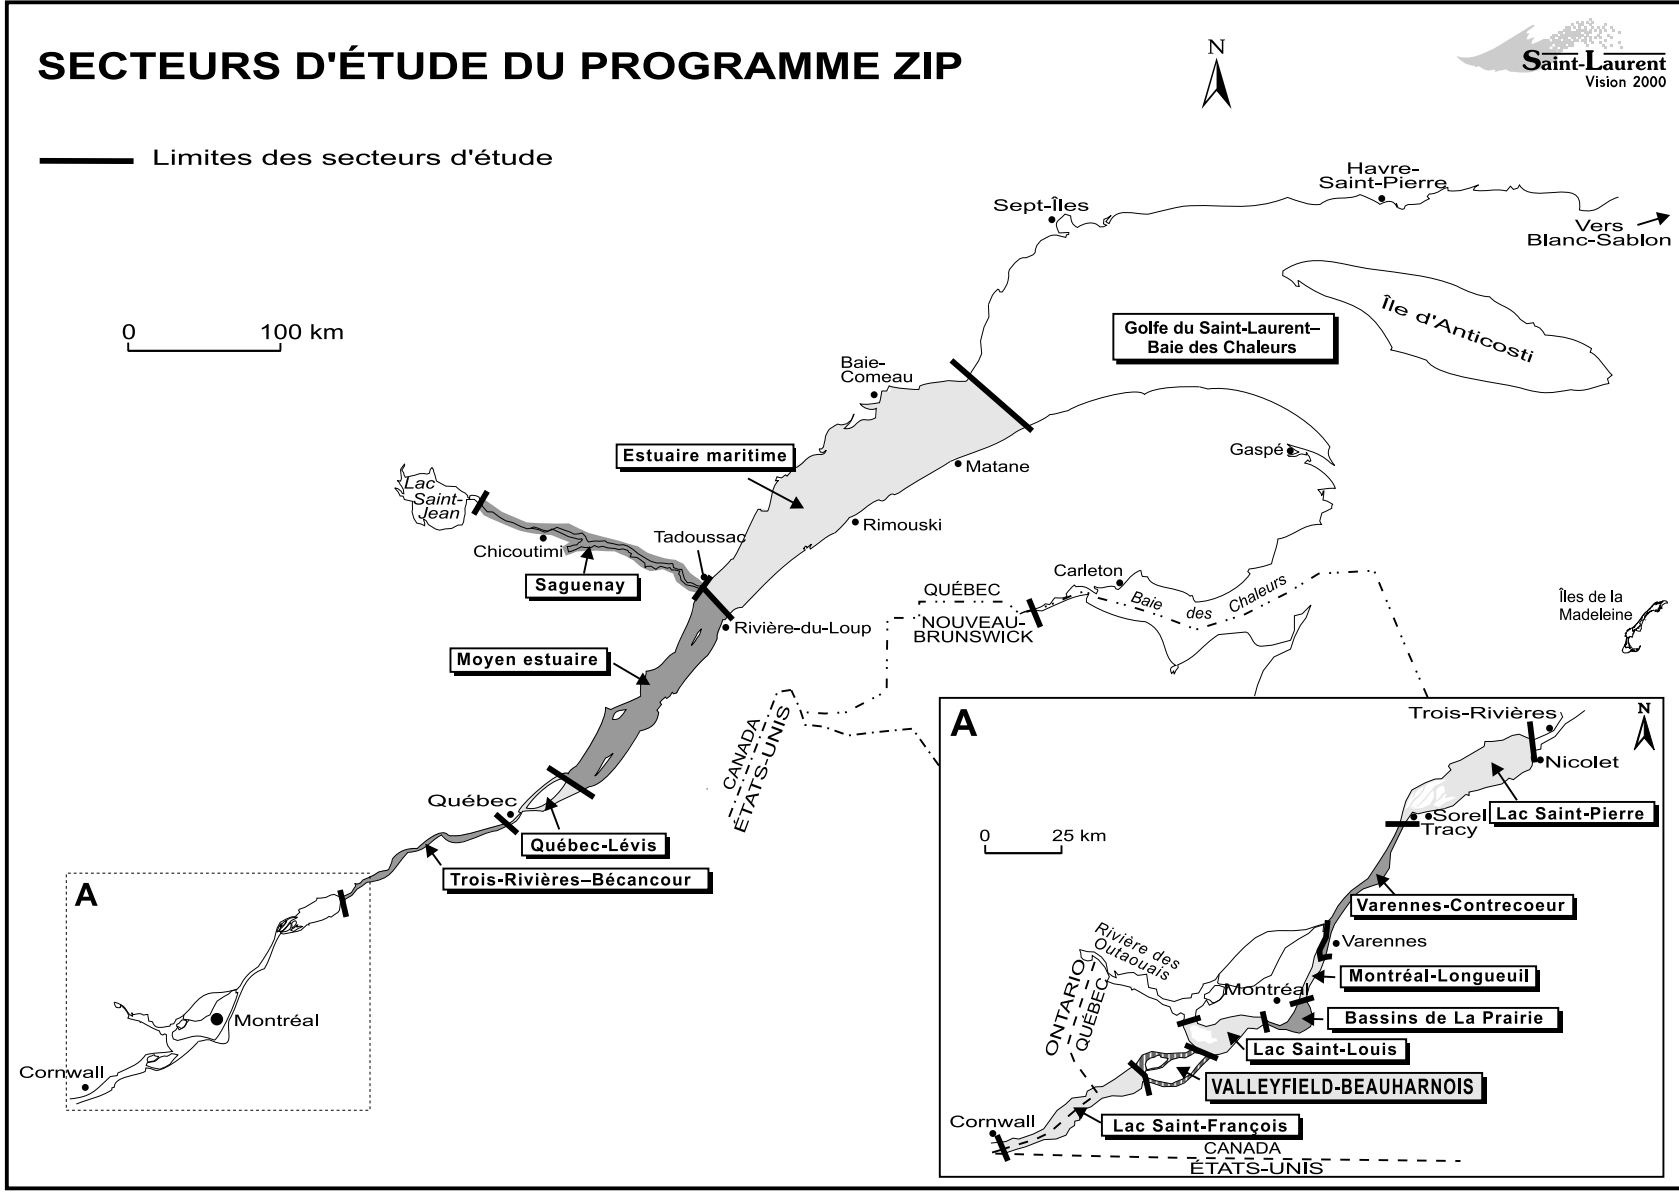 SECTEURS D'ÉTUDE DU PROGRAMME ZIP
N
Saint-Laurent
Vision 2000
Limites des secteurs d'étude
Havre-
Saint-Pierre
Sept-Îles
Vers
Blanc-Sablon
0 100 km
Golfe du Saint-Laurent–
Baie des Chaleurs
Île d'Anticosti
Baie-
Comeau
Estuaire maritime
Gaspé
Matane
Lac
Saint-
Jean
Rimouski
Chicoutimi
Tadoussac
Saguenay
Carleton
QUÉBEC
Baie des Chaleurs
Îles de la
Madeleine
NOUVEAU-
BRUNSWICK
Rivière-du-Loup
Moyen estuaire
CANADA
ÉTATS-UNIS
Québec
Québec-Lévis
Trois-Rivières–Bécancour
A
Montréal
Cornwall
A
Trois-Rivières
N
Nicolet
Lac Saint-Pierre
Sorel
Tracy
0 25 km
Varennes-Contrecoeur
Rivière des
Outaouais
Varennes
Montréal-Longueuil
ONTARIO
QUÉBEC
Montréal
Bassins de La Prairie
Lac Saint-Louis
VALLEYFIELD-BEAUHARNOIS
Cornwall
Lac Saint-François
CANADA
ÉTATS-UNIS